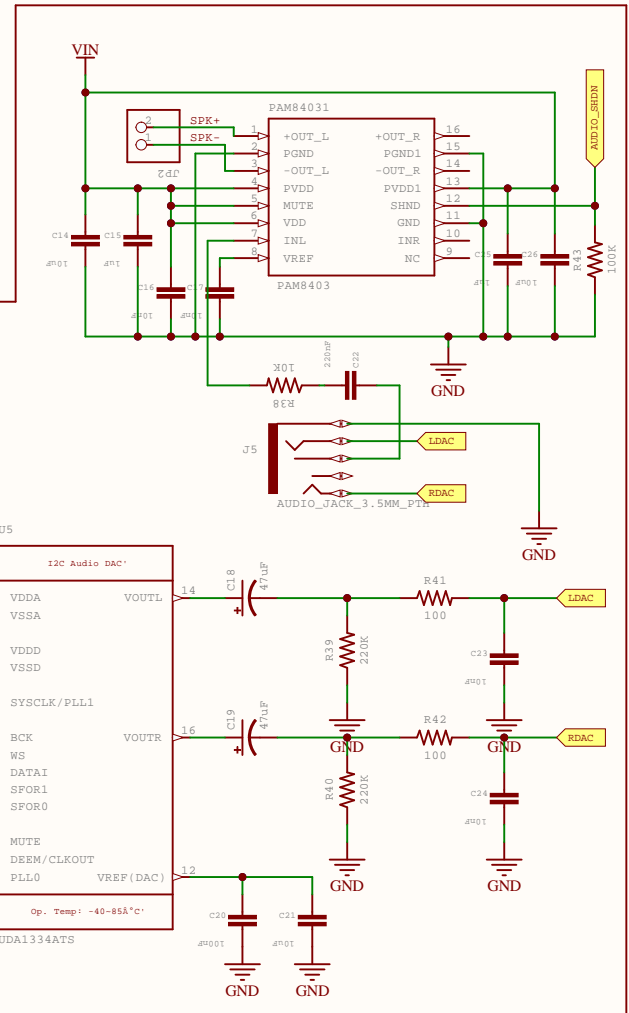 VIN
PAM84031
AUDIO_SHDN
2 SPK+
1 SPK-
JP2
1 +OUT_L +OUT_R 16
2 PGND PGND1 15
3 -OUT_L -OUT_R 14
4 PVDD PVDD1 13
5 MUTE SHND 12
6 VDD GND 11
7 INL INR 10
8 VREF NC 9
PAM8403
C14
10uF
C15
1uF
C16
10nF
C17
10nF
C25
1uF
C26
10uF
R43
100K
GND
10K
R38
220nF
C22
J5
LDAC
RDAC
AUDIO_JACK_3.5MM_PTH
GND
U5
I2C Audio DAC'
VDDA VOUTL 14
VSSA
VDDD
VSSD
SYSCLK/PLL1
BCK VOUTR 16
WS
DATAI
SFOR1
SFOR0
MUTE
DEEM/CLKOUT
PLL0 VREF(DAC) 12
Op. Temp: -40-85Â°C'
UDA1334ATS
C18
47uF
R39
220K
GND
R41
100
C23
10nF
GND
LDAC
C19
47uF
R40
220K
GND
R42
100
C24
10nF
GND
RDAC
C20
100nF
GND
C21
10uF
GND